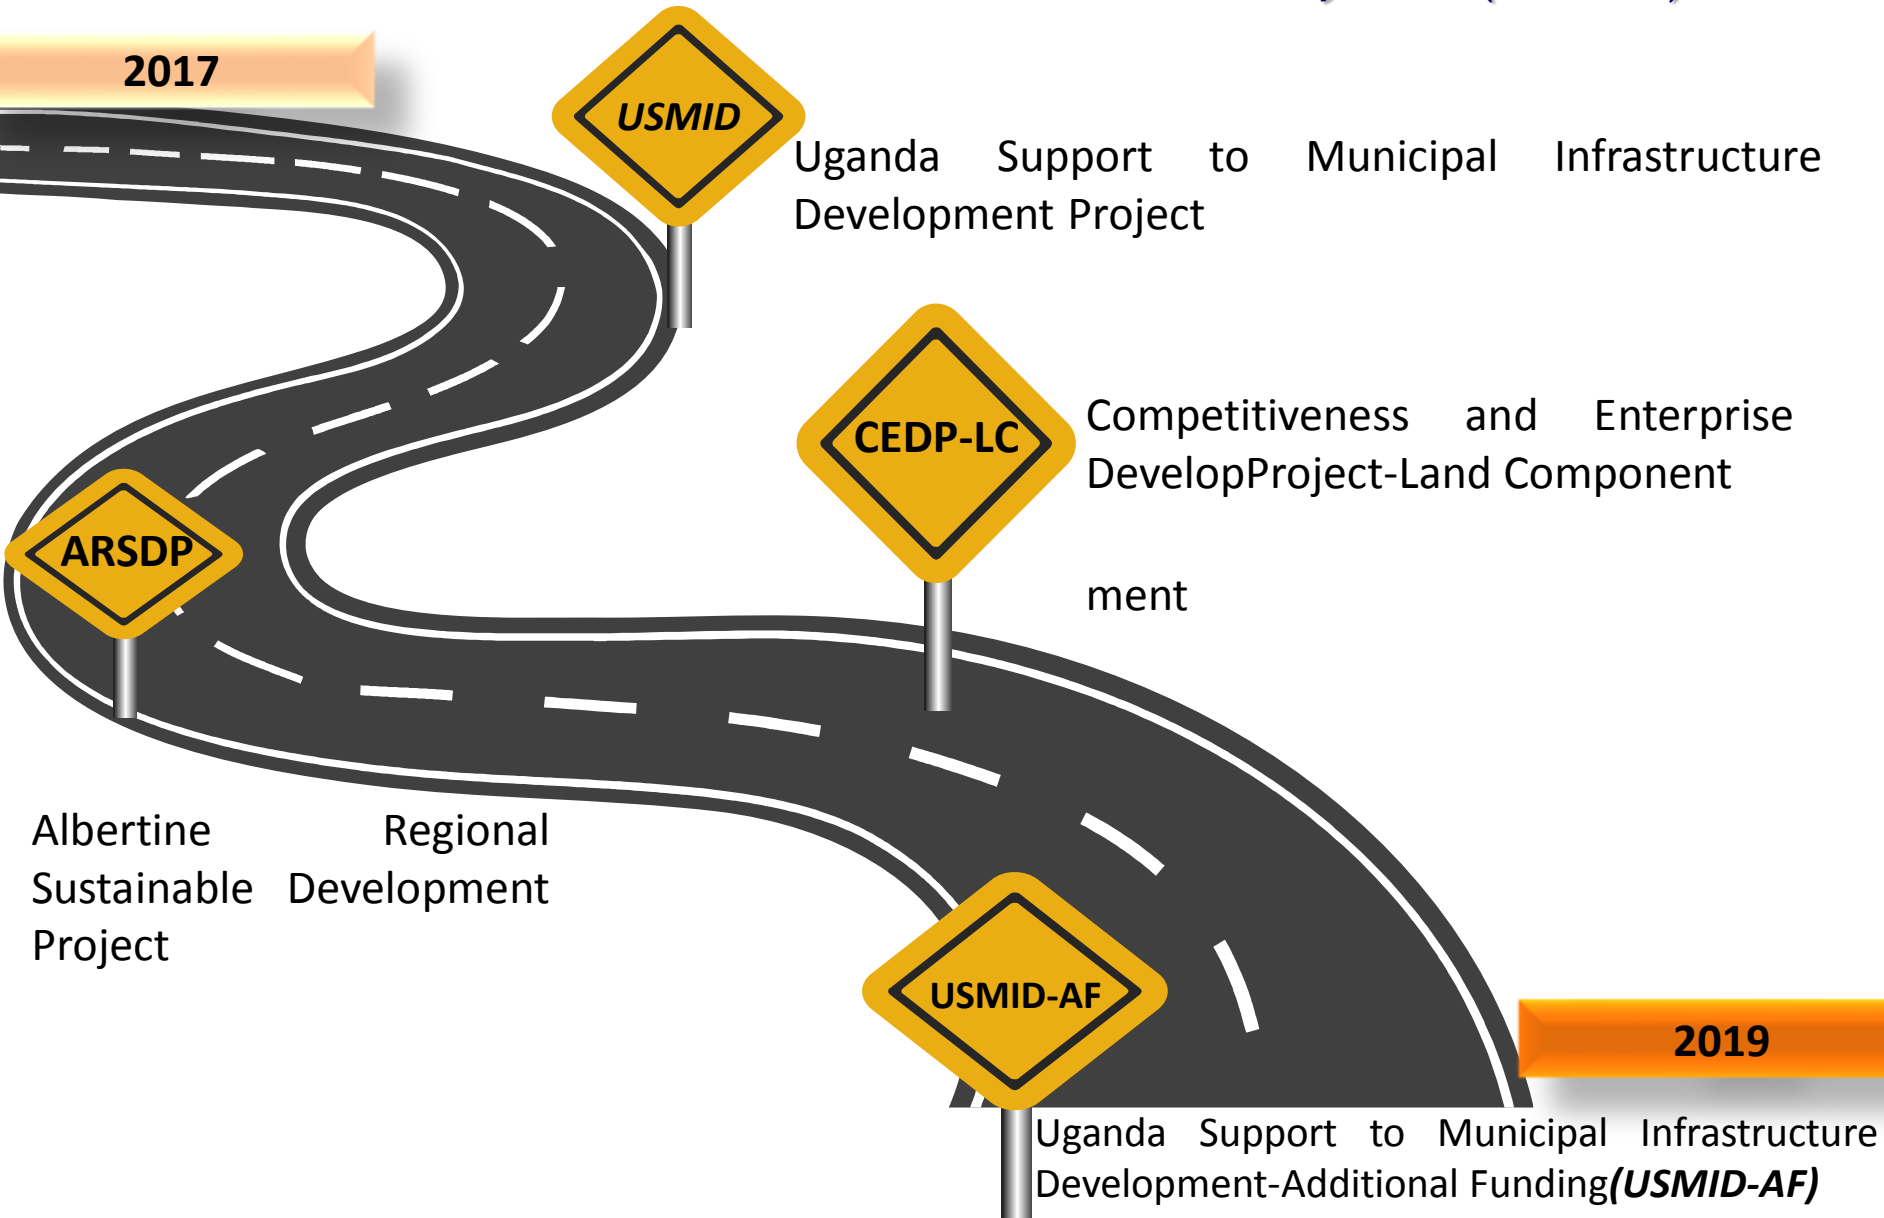 2017
USMID
Uganda Support to Municipal Infrastructure
Development Project
CEDP-LC
Competitiveness and Enterprise
DevelopProject-Land Component
ment
ARSDP
Albertine Regional
Sustainable Development
Project
USMID-AF
2019
Uganda Support to Municipal Infrastructure
Development-Additional Funding(USMID-AF)